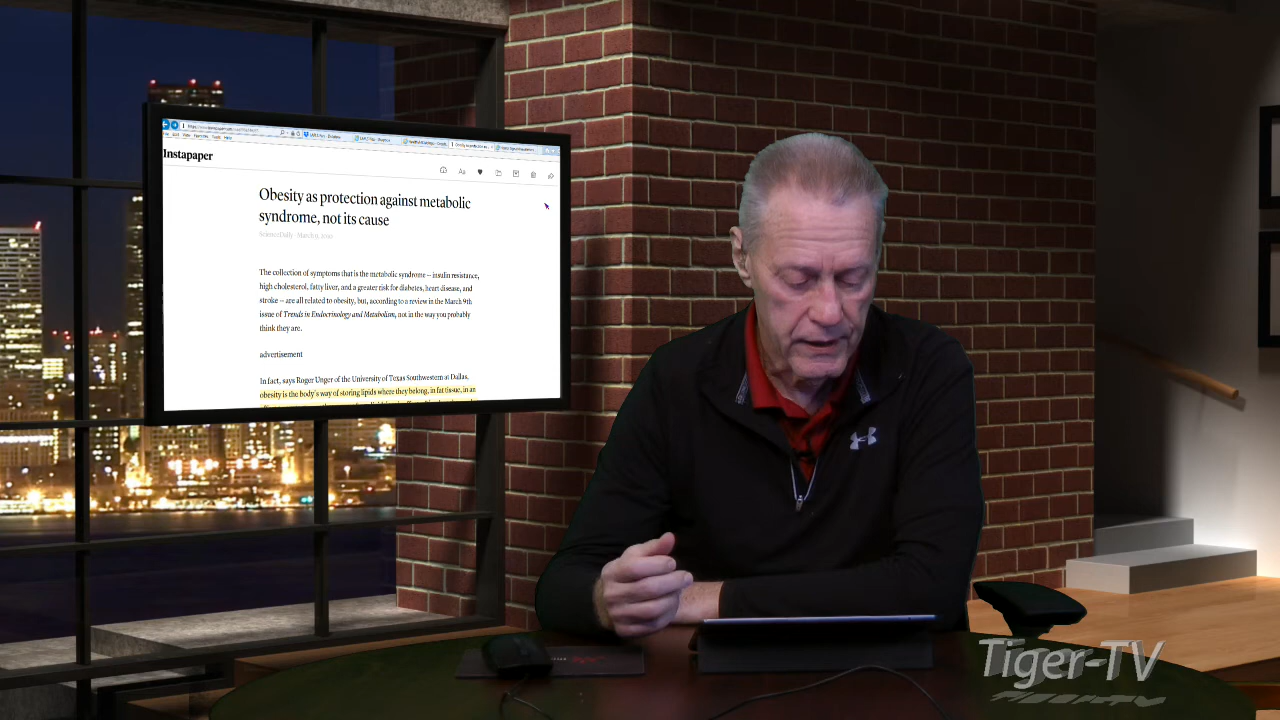 Instapaper
Obesity as protection against metabolic
syndrome, not its cause
ScienceDaily
The collection of symptoms that is the metabolic syndrome -- insulin resistance,
high cholesterol, fatty liver, and a greater risk for diabetes, heart disease, and
stroke -- are all related to obesity, but, according to a review in the March 9th
issue of Trends in Endocrinology and Metabolism, not in the way you probably
think they are.
advertisement
In fact, says Roger Unger of the University of Texas Southwestern at Dallas,
obesity is the body's way of storing lipids where they belong, in fat tissue, in an
Tiger-TV